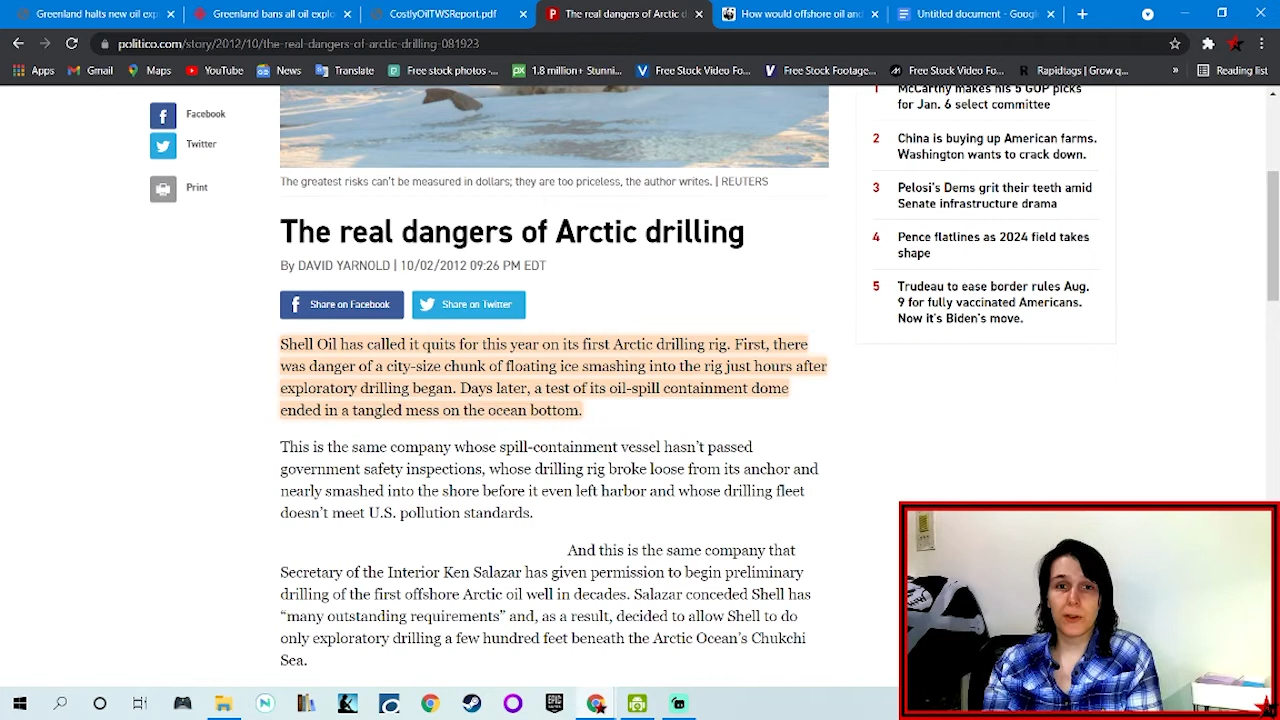 Greenland halts new oil exp
Greenland bans all oil explo
CostlyOilTWSReport.pdf
The real dangers of Arctic d
How would offshore oil and
Untitled document - Goog
politico.com/story/2012/10/the-real-dangers-of-arctic-drilling-081923
Apps
Gmail
Maps
YouTube
News
Translate
Free stock photos -...
1.8 million+ Stunni...
Free Stock Video Fo...
Free Stock Footage...
Free Stock Video Fo...
Rapidtags | Grow q...
»
Reading list
Facebook
Twitter
Print
The greatest risks can't be measured in dollars; they are too priceless, the author writes. | REUTERS
The real dangers of Arctic drilling
By DAVID YARNOLD | 10/02/2012 09:26 PM EDT
Share on Facebook
Share on Twitter
Shell Oil has called it quits for this year on its first Arctic drilling rig. First, there
was danger of a city-size chunk of floating ice smashing into the rig just hours after
exploratory drilling began. Days later, a test of its oil-spill containment dome
ended in a tangled mess on the ocean bottom.
This is the same company whose spill-containment vessel hasn't passed
government safety inspections, whose drilling rig broke loose from its anchor and
nearly smashed into the shore before it even left harbor and whose drilling fleet
doesn't meet U.S. pollution standards.
And this is the same company that
Secretary of the Interior Ken Salazar has given permission to begin preliminary
drilling of the first offshore Arctic oil well in decades. Salazar conceded Shell has
"many outstanding requirements" and, as a result, decided to allow Shell to do
only exploratory drilling a few hundred feet beneath the Arctic Ocean's Chukchi
Sea.
1 McCarthy makes his 5 GOP picks
for Jan. 6 select committee
2 China is buying up American farms.
Washington wants to crack down.
3 Pelosi's Dems grit their teeth amid
Senate infrastructure drama
4 Pence flatlines as 2024 field takes
shape
5 Trudeau to ease border rules Aug.
9 for fully vaccinated Americans.
Now it's Biden's move.